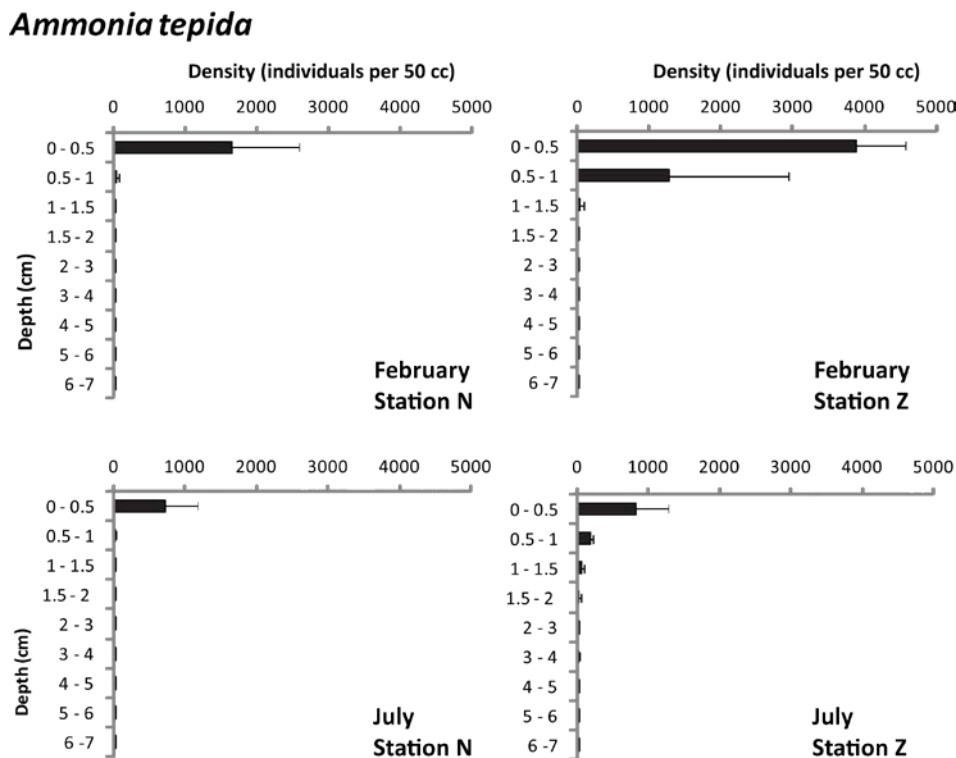 Ammonia tepida
Density (individuals per 50 cc)
0 1000 2000 3000 4000 5000
0 - 0.5
0.5 - 1
1 - 1.5
1.5 - 2
2 - 3
3 - 4
4 - 5
5 - 6
6 -7
Depth (cm)
February
Station N
Density (individuals per 50 cc)
0 1000 2000 3000 4000 5000
0 - 0.5
0.5 - 1
1 - 1.5
1.5 - 2
2 - 3
3 - 4
4 - 5
5 - 6
6 -7
February
Station Z
0 1000 2000 3000 4000 5000
0 - 0.5
0.5 - 1
1 - 1.5
1.5 - 2
2 - 3
3 - 4
4 - 5
5 - 6
6 -7
Depth (cm)
July
Station N
0 1000 2000 3000 4000 5000
0 - 0.5
0.5 - 1
1 - 1.5
1.5 - 2
2 - 3
3 - 4
4 - 5
5 - 6
6 -7
July
Station Z